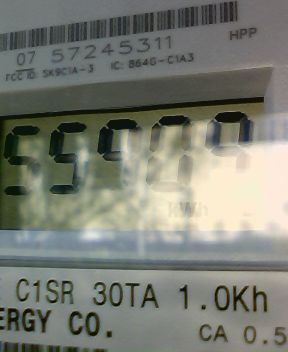 07 57245311
HPP
FCC ID: SK9C1A-3 IC: 864G-C1A3
kWh
C1SR 30TA 1.0Kh
ERGY CO.
CA 0.5